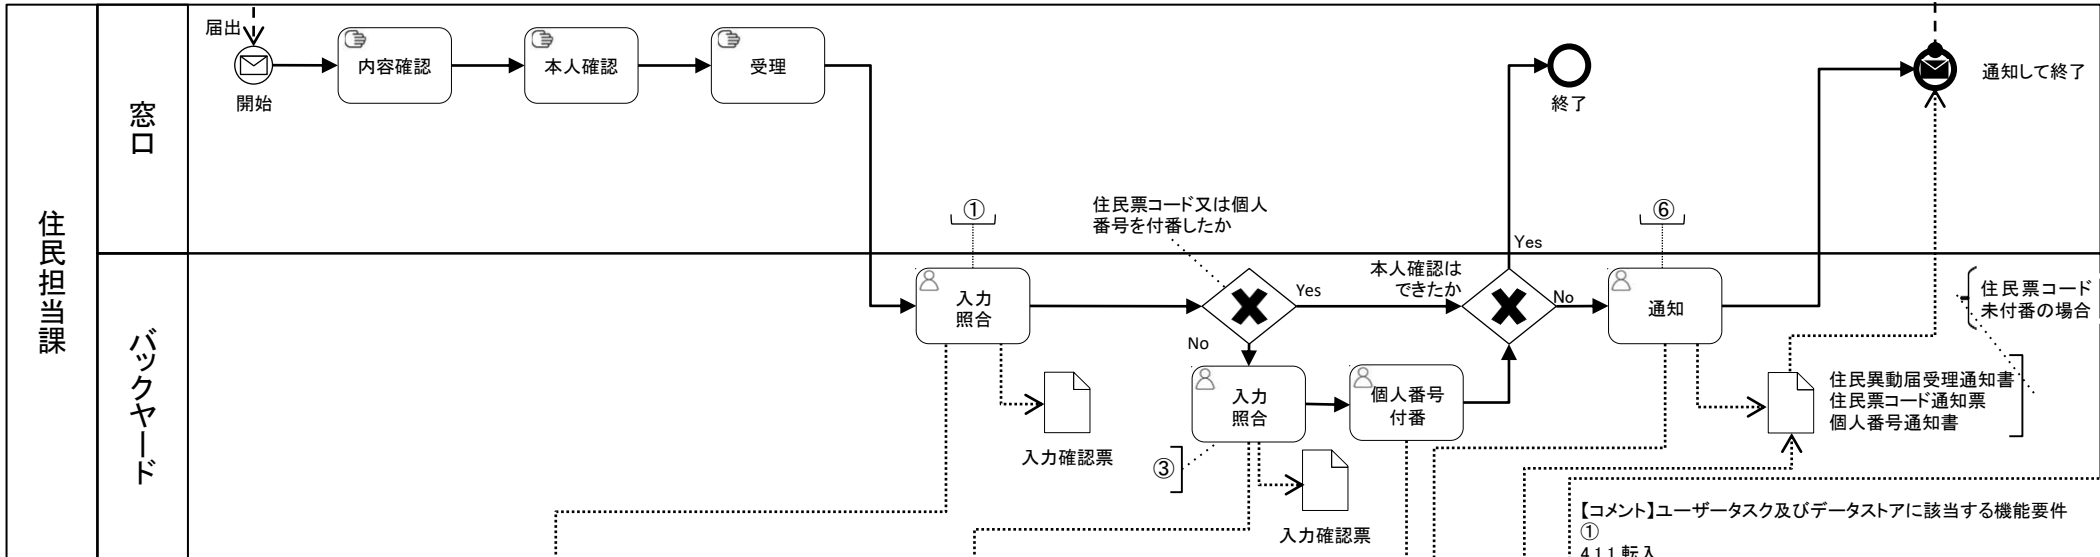 住民担当課
窓口
バックヤード
届出
開始
内容確認
本人確認
受理
終了
通知して終了
①
住民票コード又は個人
番号を付番したか
⑥
Yes
入力
照合
Yes
本人確認は
できたか
No
通知
住民票コード
未付番の場合
No
入力
照合
個人番号
付番
住民異動届受理通知書
住民票コード通知票
個人番号通知書
入力確認票
③
入力確認票
【コメント】ユーザータスク及びデータストアに該当する機能要件
①
4.1.1 転入